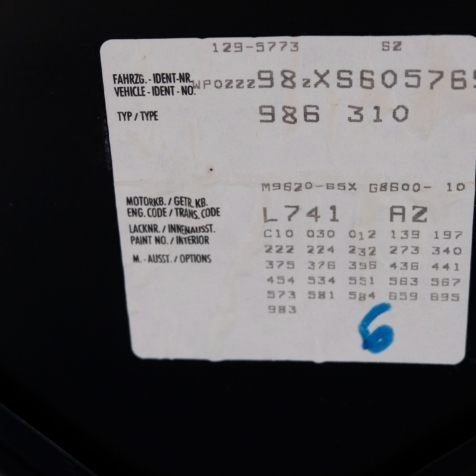 129-5773 SZ
FAHRZG.-IDENT-NR. WP0ZZZ98ZXS605769
VEHICLE-IDENT-NO.
TYP/TYPE 986 310
M9620-65X G8600- 10
MOTORKB./GETR.KB.
ENG.CODE/TRANS.CODE L741 AZ
LACKNR./INNENAUSST. C10 030 012 139 197
PAINT NO./INTERIOR 222 224 232 273 340
M.-AUSST./OPTIONS 375 376 396 436 441
454 534 551 563 567
573 581 584 659 695
983
6